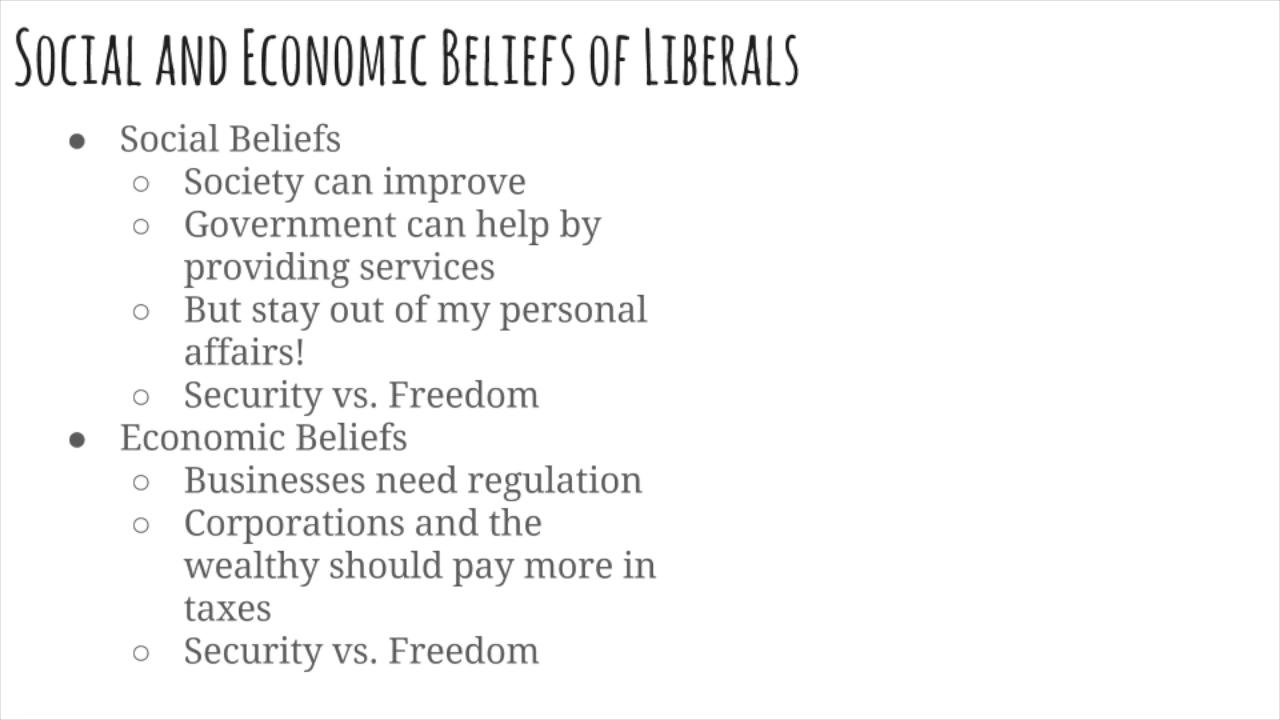 Social and Economic Beliefs of Liberals
● Social Beliefs
○ Society can improve
○ Government can help by
providing services
○ But stay out of my personal
affairs!
○ Security vs. Freedom
● Economic Beliefs
○ Businesses need regulation
○ Corporations and the
wealthy should pay more in
taxes
○ Security vs. Freedom